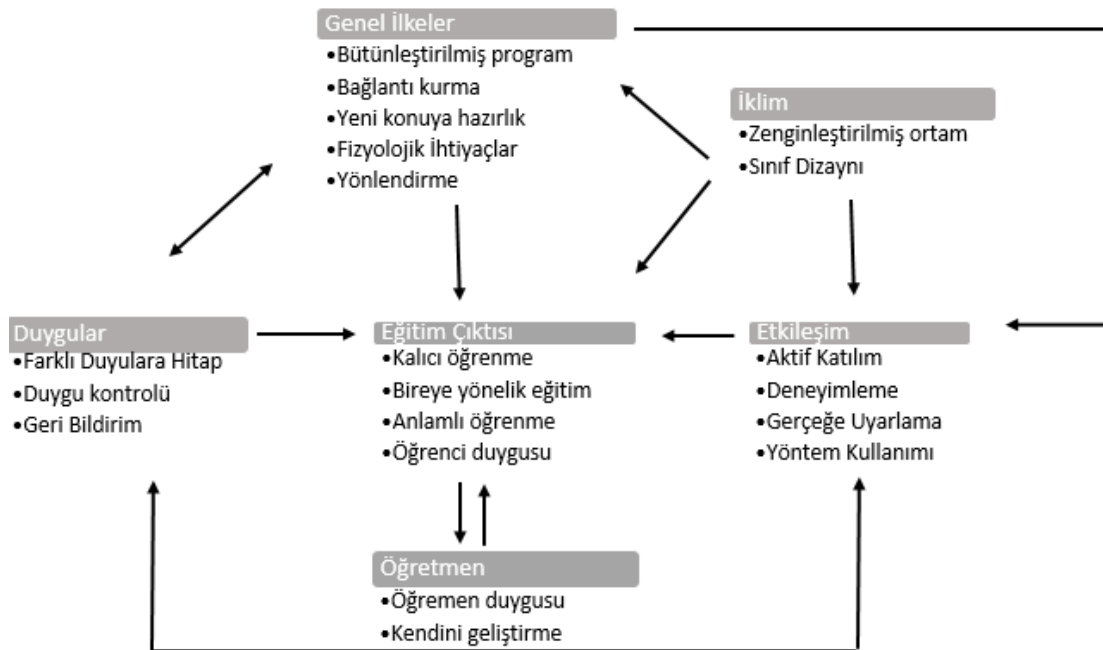 Genel İlkeler
•Bütünleştirilmiş program
•Bağlantı kurma
•Yeni konuya hazırlık
•Fizyolojik İhtiyaçlar
•Yönlendirme
İklim
•Zenginleştirilmiş ortam
•Sınıf Dizaynı
Duygular
•Farklı Duyulara Hitap
•Duygu kontrolü
•Geri Bildirim
Eğitim Çıktısı
•Kalıcı öğrenme
•Bireye yönelik eğitim
•Anlamlı öğrenme
•Öğrenci duygusu
Etkileşim
•Aktif Katılım
•Deneyimleme
•Gerçeğe Uyarlama
•Yöntem Kullanımı
Öğretmen
•Öğremen duygusu
•Kendini geliştirme